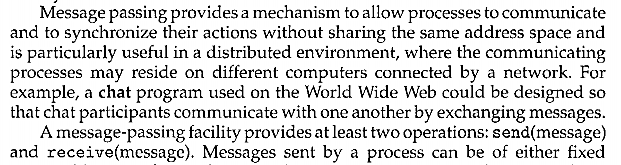 Message passing provides a mechanism to allow processes to communicate
and to synchronize their actions without sharing the same address space and
is particularly useful in a distributed environment, where the communicating
processes may reside on different computers connected by a network. For
example, a chat program used on the World Wide Web could be designed so
that chat participants communicate with one another by exchanging messages.
A message-passing facility provides at least two operations: send(message)
and receive(message). Messages sent by a process can be of either fixed